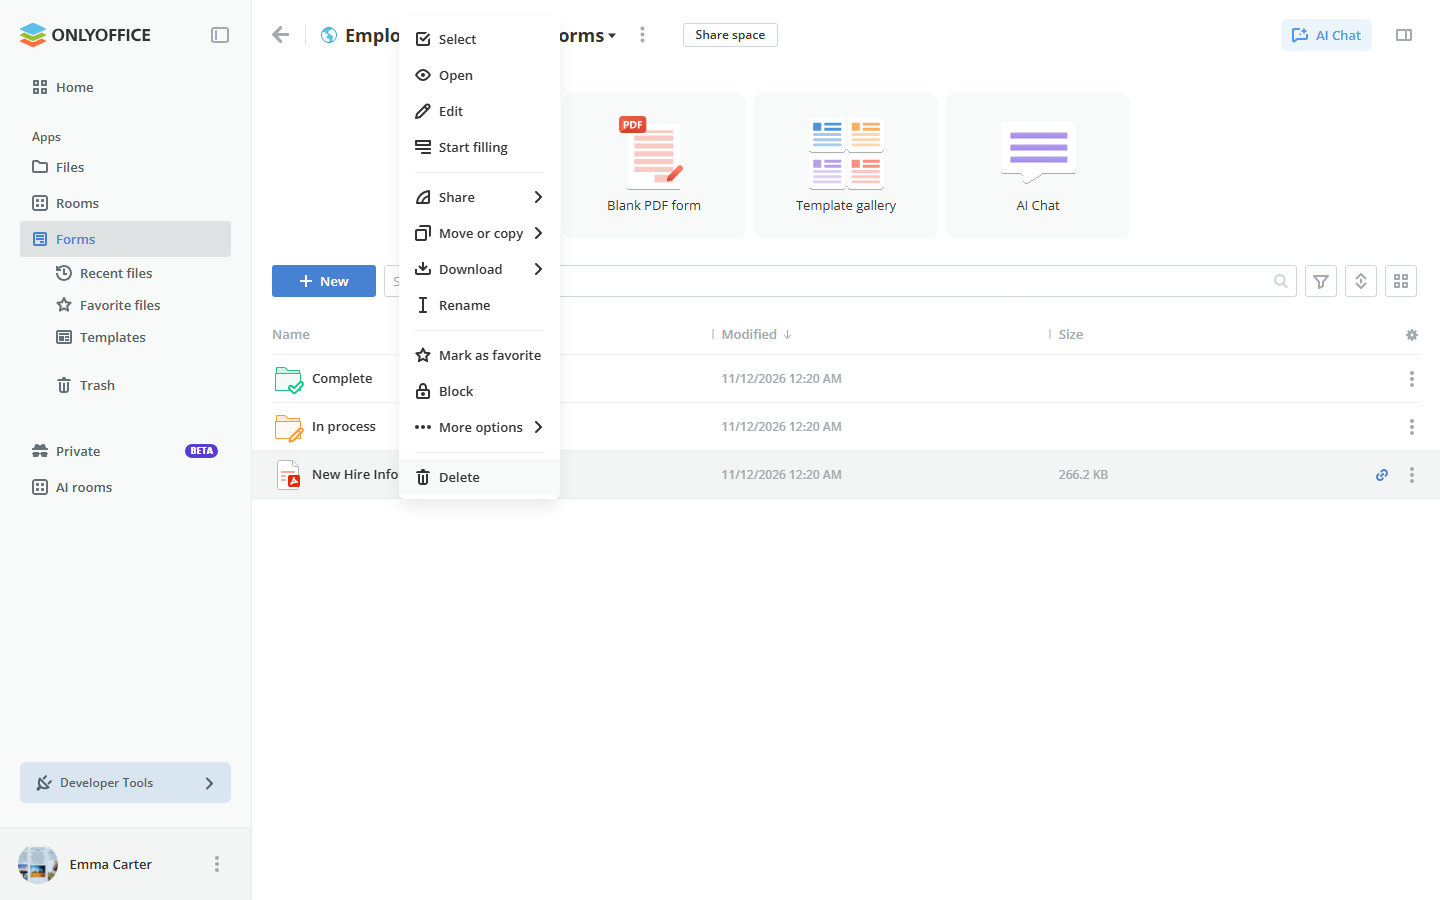 ONLYOFFICE
Home
Apps
Files
Rooms
Forms
Recent files
Favorite files
Templates
Trash
Private
BETA
AI rooms
Developer Tools
Emma Carter
Share space
AI Chat
Select
Open
Edit
Start filling
Share
Move or copy
Download
Rename
Mark as favorite
Block
More options
Delete
PDF
Blank PDF form
Template gallery
AI Chat
New
Name
Modified
Size
Complete
11/12/2026 12:20 AM
In process
11/12/2026 12:20 AM
New Hire Info
11/12/2026 12:20 AM
266.2 KB